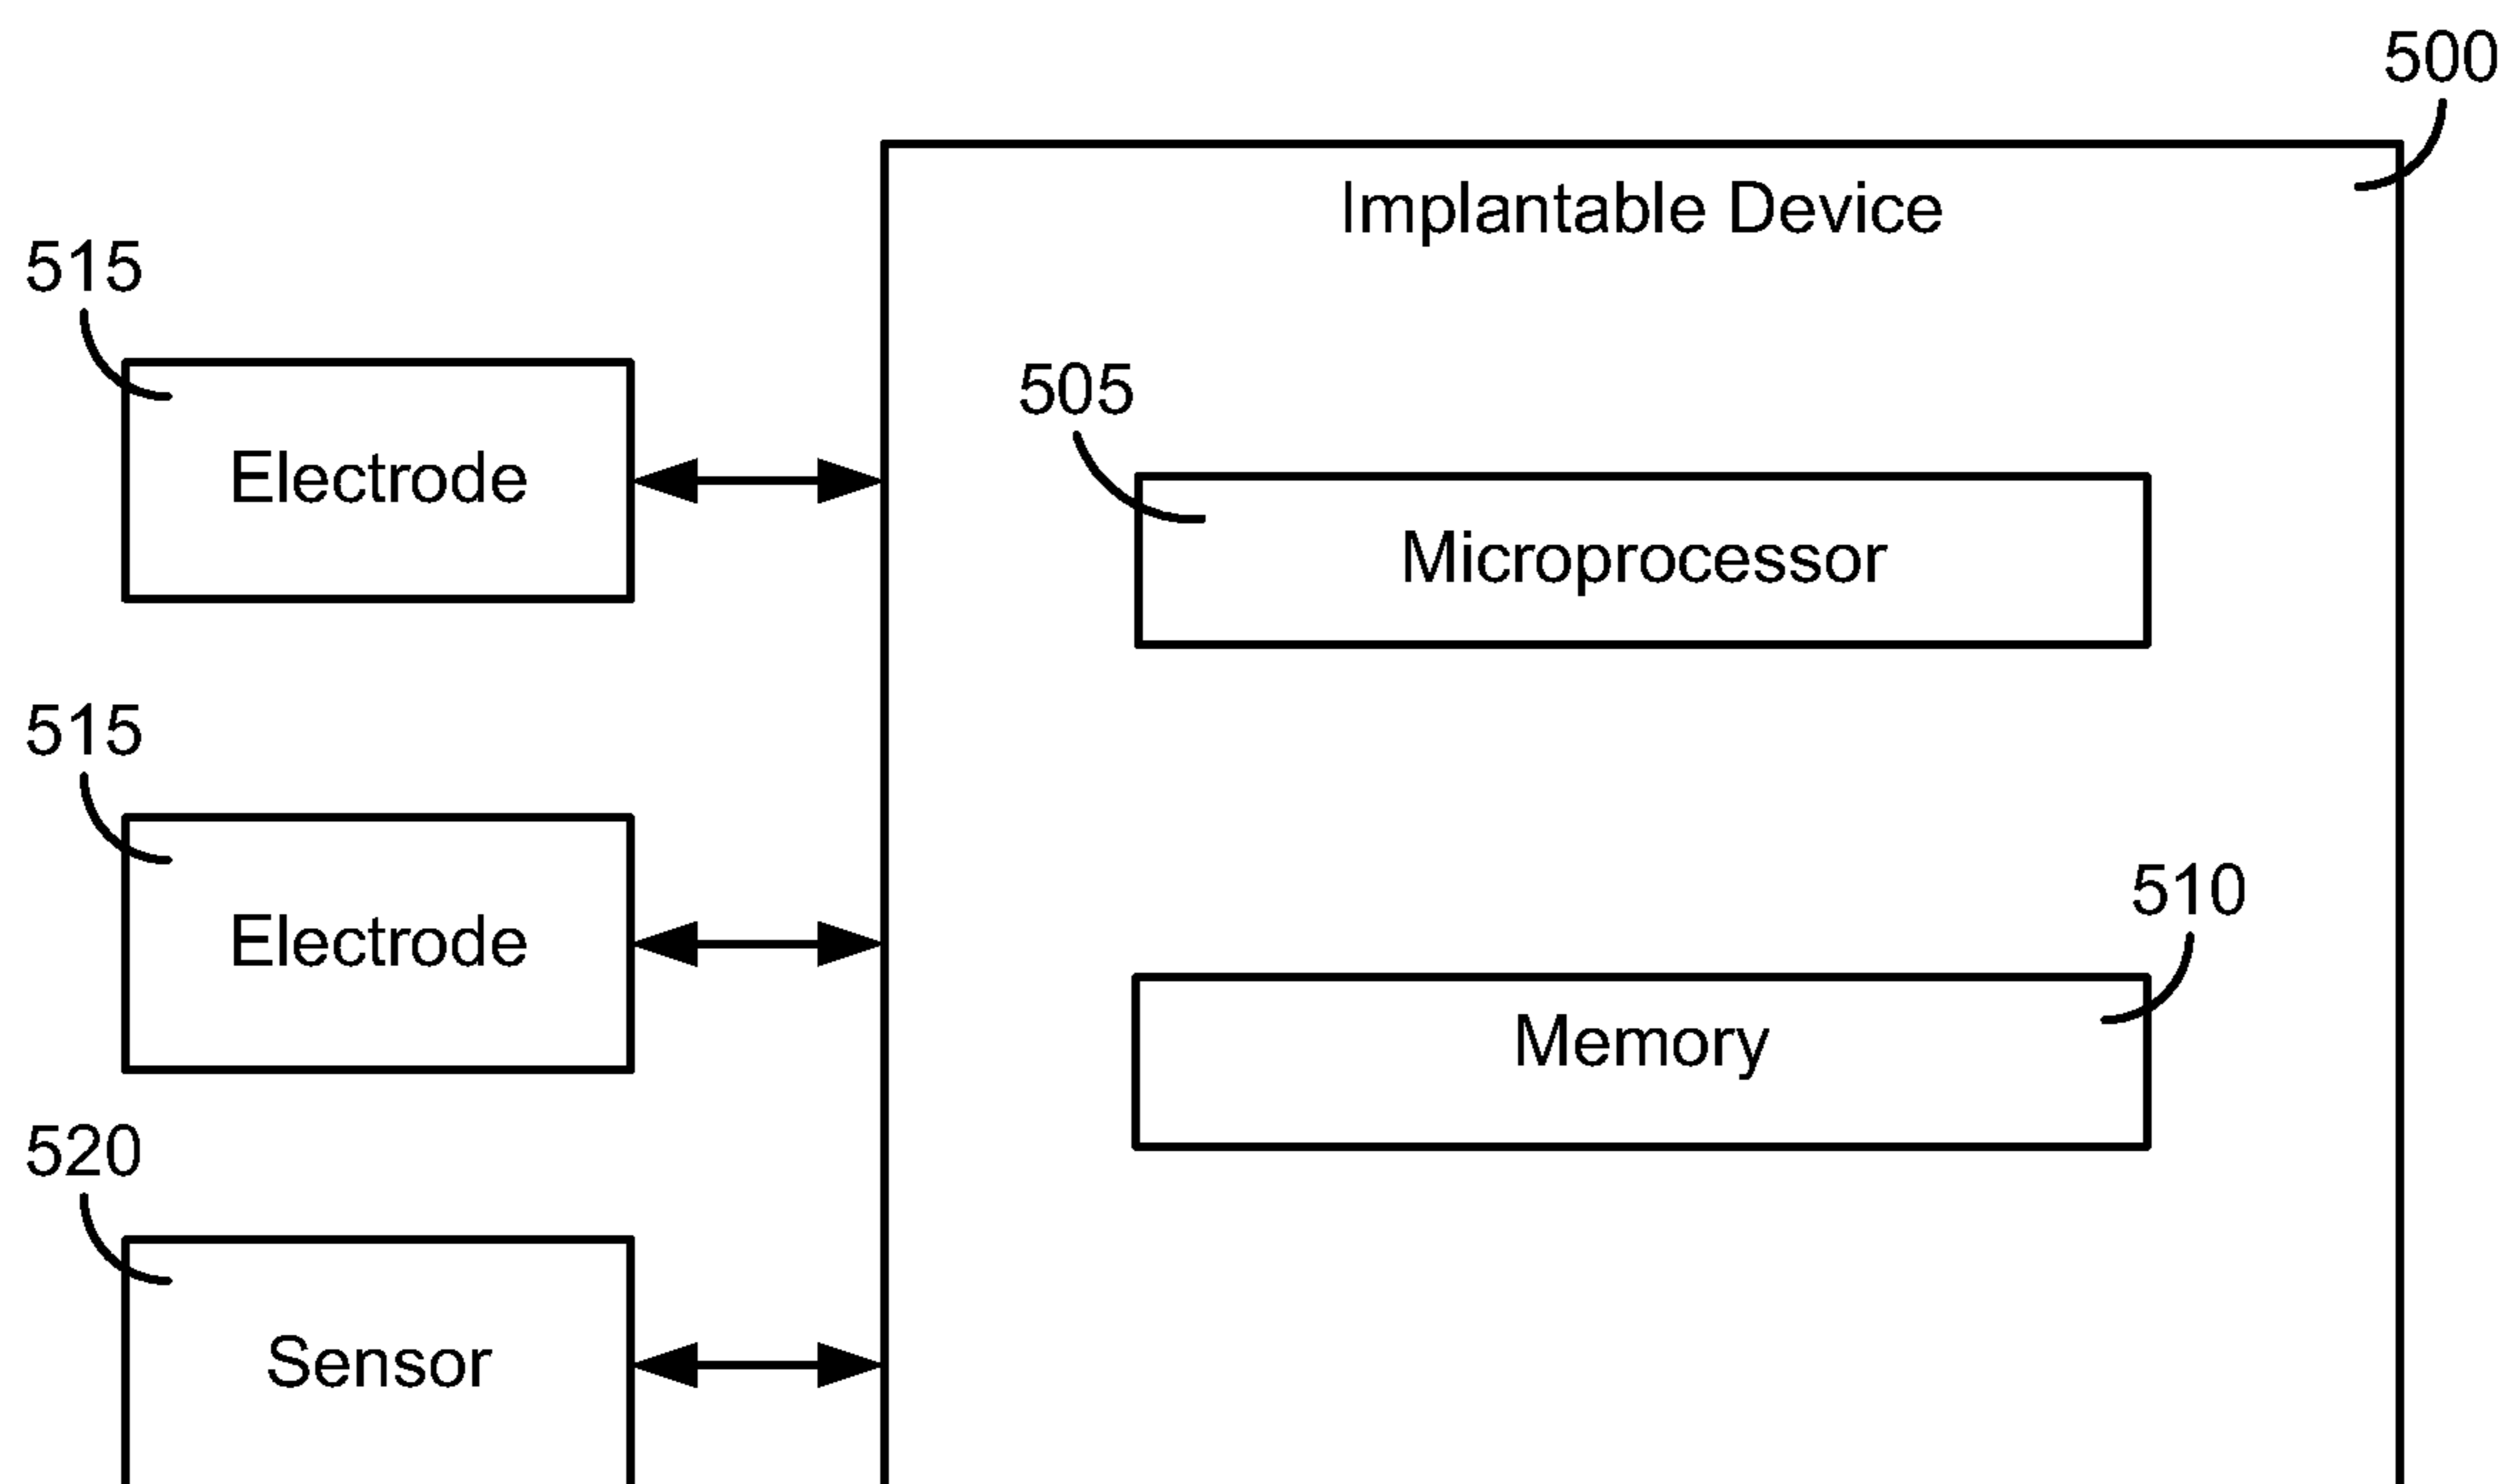 500
Implantable Device
515
Electrode
505
Microprocessor
515
Electrode
510
Memory
520
Sensor